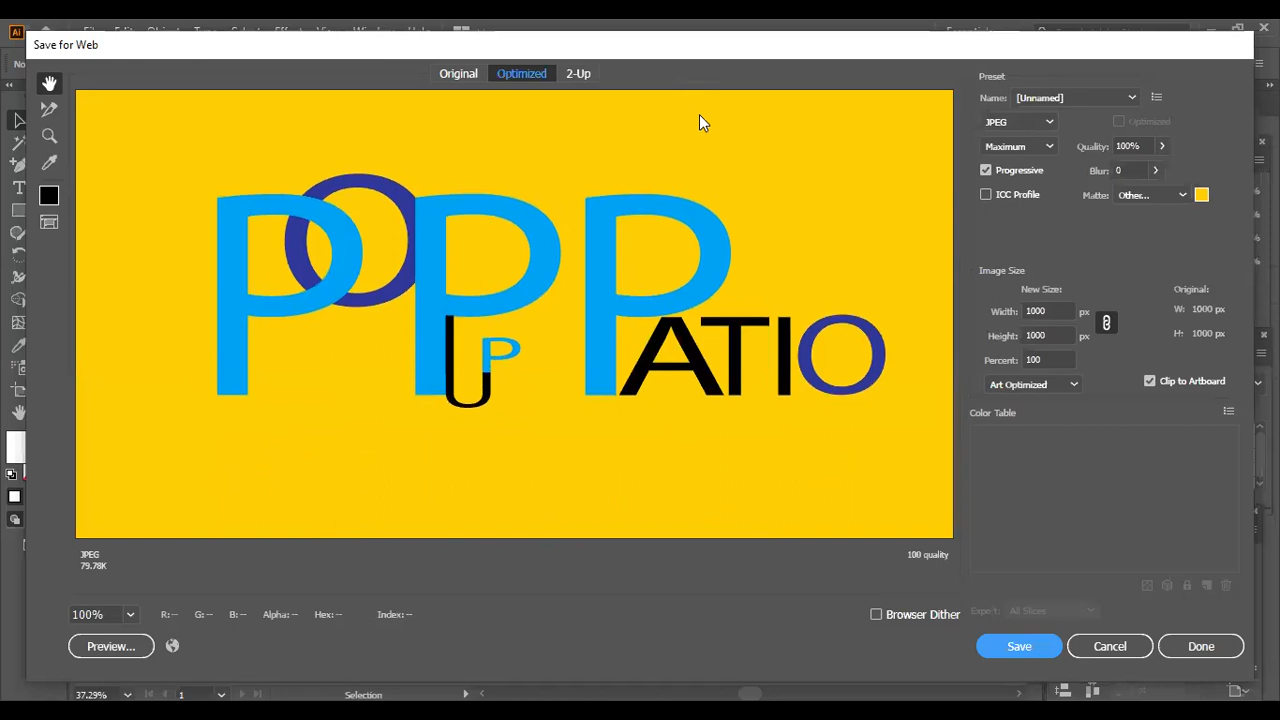 Save for Web
Original Optimized 2-Up
Preset
Name: [Unnamed]
JPEG Optimized
Maximum Quality: 100%
Progressive Blur: 0
ICC Profile Matte: Other...
POP UP PATIO
Image Size
New Size: Original:
Width: 1000 px W: 1000 px
Height: 1000 px H: 1000 px
Percent: 100
Art Optimized Clip to Artboard
Color Table
JPEG 100 quality
79.78K
100% R: -- G: -- B: -- Alpha: -- Hex: -- Index: -- Browser Dither
Export: All Slices
Preview... Save Cancel Done
37.29% 1 Selection